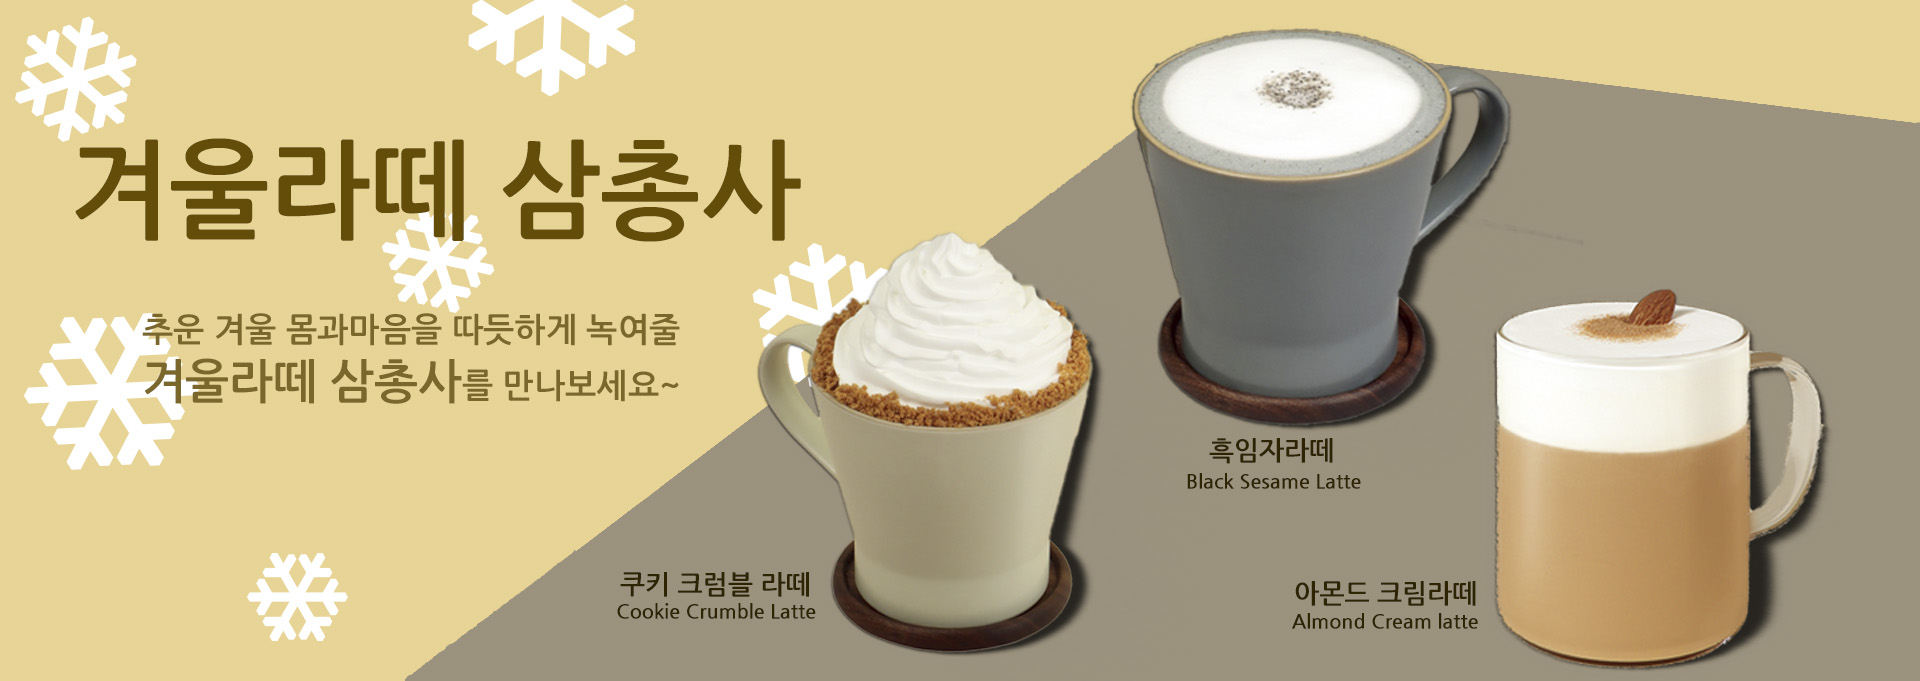 겨울라떼 삼총사
추운 겨울 몸과마음을 따듯하게 녹여줄
겨울라떼 삼총사를 만나보세요~
흑임자라떼
Black Sesame Latte
쿠키 크럼블 라떼
Cookie Crumble Latte
아몬드 크림라떼
Almond Cream latte